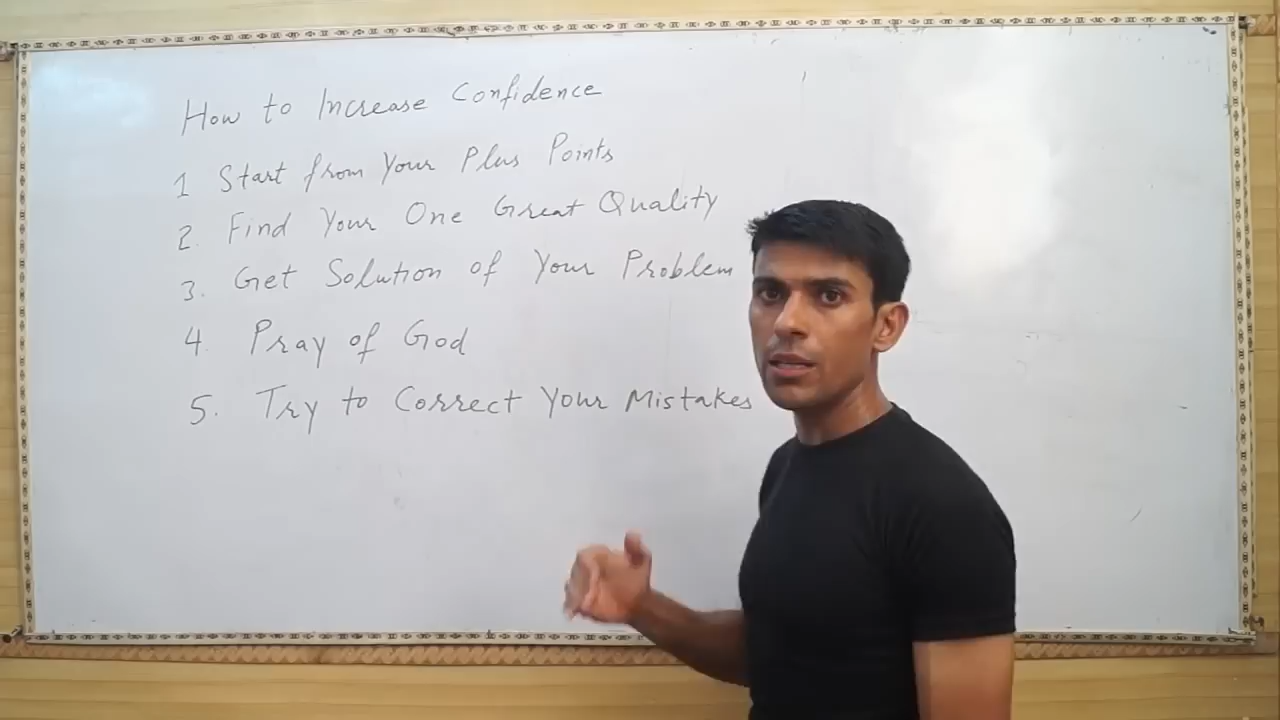 How to Increase Confidence
1 Start from Your Plus Points
2. Find Your One Great Quality
3. Get Solution of Your Problem
4. Pray of God
5. Try to Correct Your Mistakes